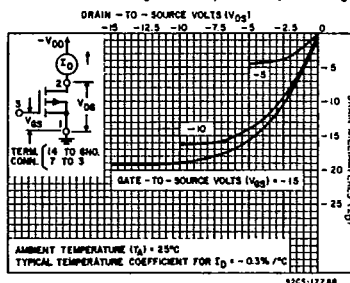 DRAIN - TO - SOURCE VOLTS (VDS)
-15 -12.5 -10 -7.5 -5 -2.5 0
-VDD
ID
2
VDS
3
VGS
1
TERM. 14 TO GND.
CONN. 7 TO 3
-5
-10
GATE-TO-SOURCE VOLTS (VGS) = -15
-5
-10
-15
-20
-25
AMBIENT TEMPERATURE (TA) = 25°C
TYPICAL TEMPERATURE COEFFICIENT FOR ID = -0.3%/°C
92CS-17788